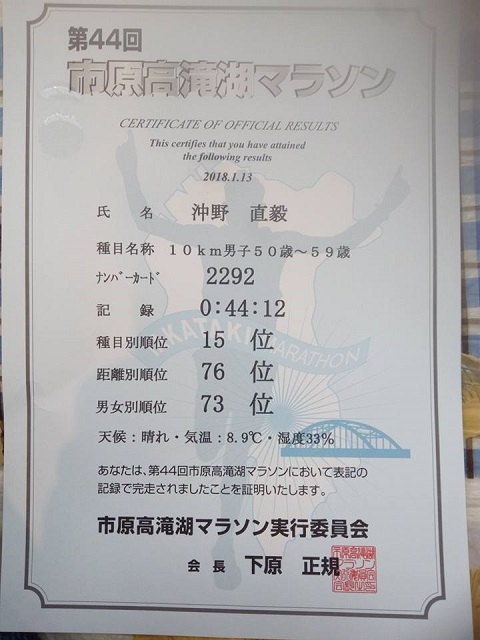 第44回
市原高滝湖マラソン
CERTIFICATE OF OFFICIAL RESULTS
This certifies that you have attained
the following results
2018.1.13
氏 名 沖野 直毅
種目名称 10km男子50歳～59歳
ﾅﾝﾊﾞｰｶｰﾄﾞ 2292
記 録 0:44:12
TAKATAKI MARATHON
種目別順位 15 位
距離別順位 76 位
男女別順位 73 位
天候：晴れ・気温：8.9℃・湿度33%
あなたは、第44回市原高滝湖マラソンにおいて表記の
記録で完走されましたことを証明いたします。
市原高滝湖マラソン実行委員会
会 長 下原 正規